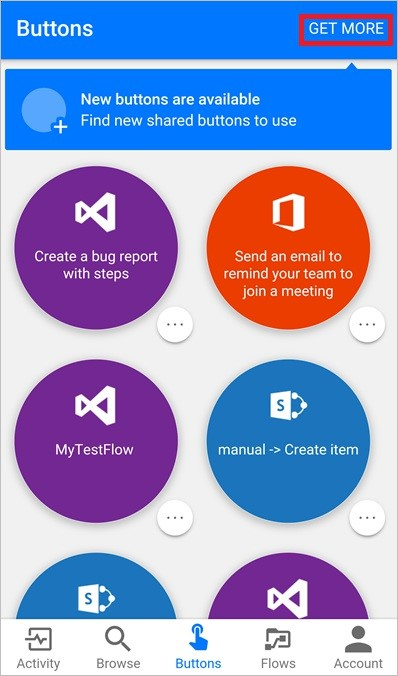 Buttons
GET MORE
New buttons are available
Find new shared buttons to use
Create a bug report
with steps
Send an email to
remind your team to
join a meeting
MyTestFlow
manual -> Create item
Activity
Browse
Buttons
Flows
Account